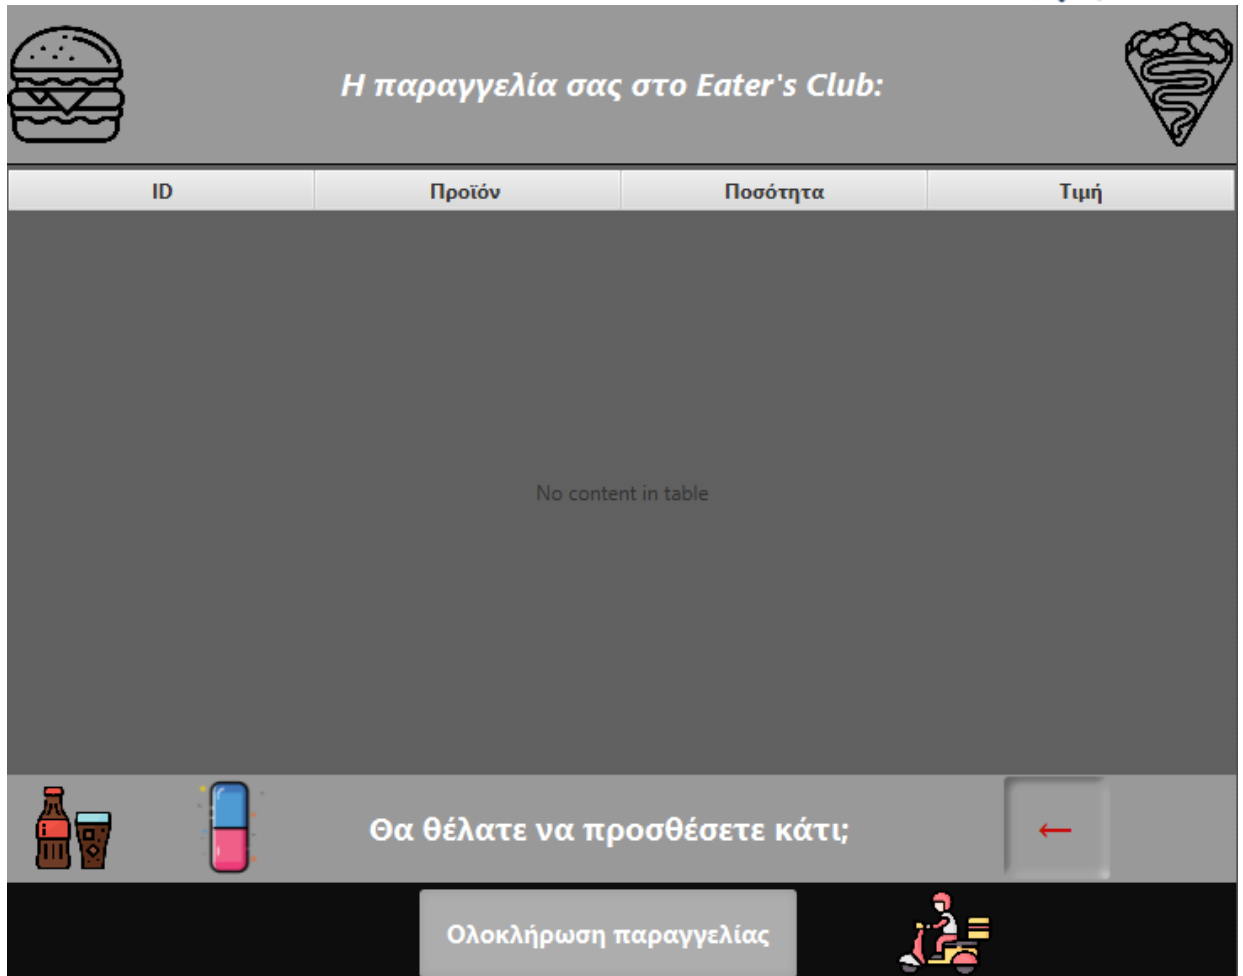 Η παραγγελία σας στο Eater's Club:
ID Προϊόν Ποσότητα Τιμή
No content in table
Θα θέλατε να προσθέσετε κάτι; ←
Ολοκλήρωση παραγγελίας